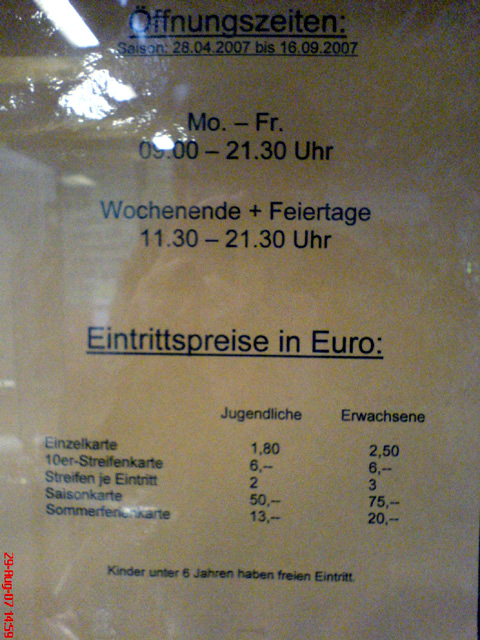 Öffnungszeiten:
Saison: 28.04.2007 bis 16.09.2007
Mo. – Fr.
09.00 – 21.30 Uhr
Wochenende + Feiertage
11.30 – 21.30 Uhr
Eintrittspreise in Euro:
Jugendliche Erwachsene
Einzelkarte 1,80 2,50
10er-Streifenkarte 6,-- 6,--
Streifen je Eintritt 2 3
Saisonkarte 50,-- 75,--
Sommerferienkarte 13,-- 20,--
Kinder unter 6 Jahren haben freien Eintritt.
29-Aug-07 14:59